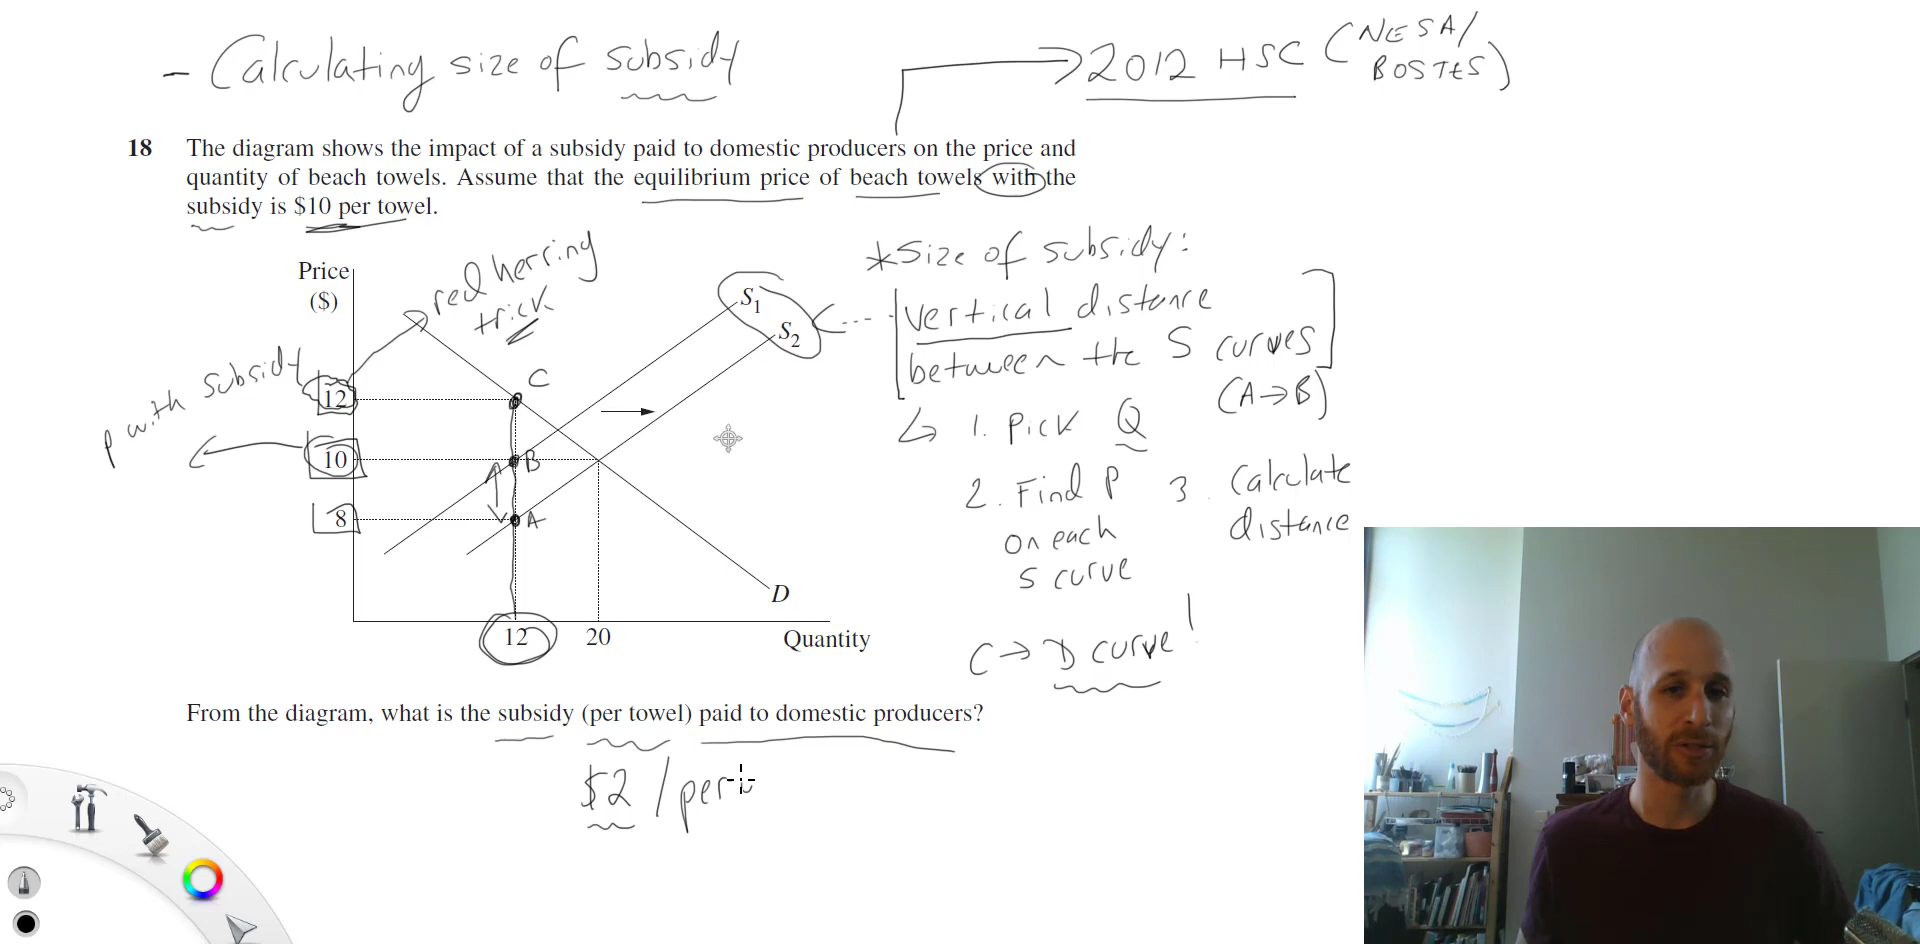 - Calculating size of subsidy
2012 HSC (NESA/
BOSTES)
18 The diagram shows the impact of a subsidy paid to domestic producers on the price and
quantity of beach towels. Assume that the equilibrium price of beach towels with the
subsidy is $10 per towel.
Price
($)
red herring
trick
P with subsidy
12
10
8
C
B
A
S1
S2
D
12
20
Quantity
*Size of subsidy:
vertical distance
between the S curves
(A→B)
↳ 1. Pick Q
2. Find P
on each
S curve
3. Calculate
distance
C → D curve!
From the diagram, what is the subsidy (per towel) paid to domestic producers?
$2 / per t